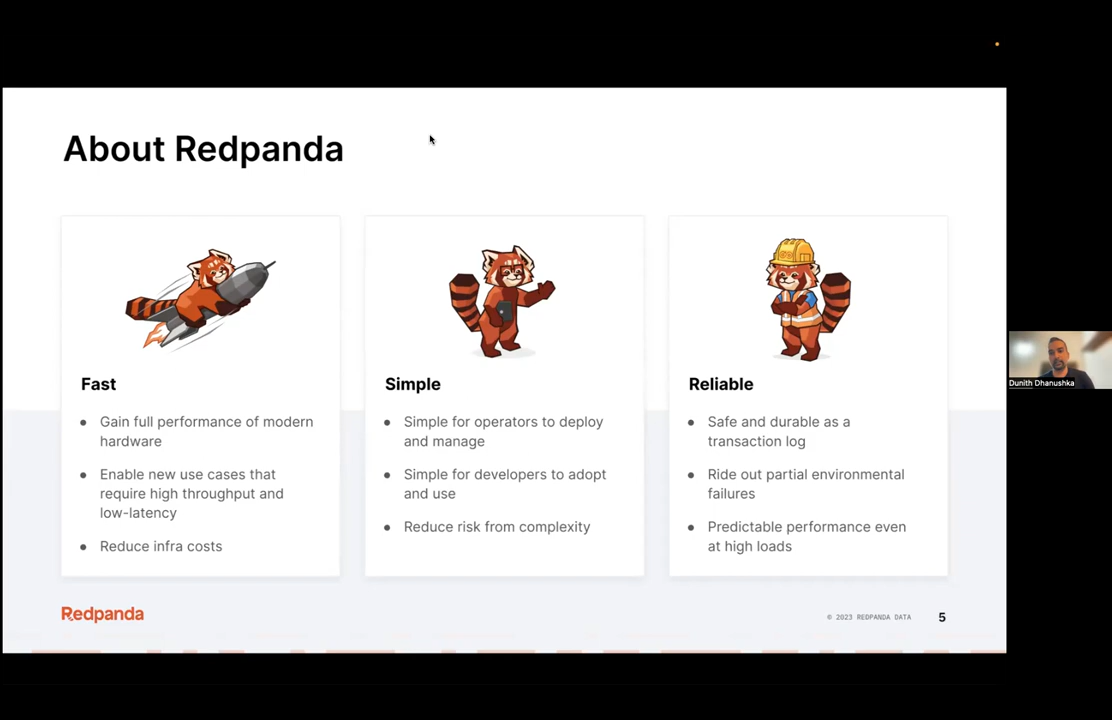 About Redpanda
Fast
Gain full performance of modern
hardware
Enable new use cases that
require high throughput and
low-latency
Reduce infra costs
Simple
Simple for operators to deploy
and manage
Simple for developers to adopt
and use
Reduce risk from complexity
Reliable
Safe and durable as a
transaction log
Ride out partial environmental
failures
Predictable performance even
at high loads
Dunith Dhanushka
Redpanda
© 2023 REDPANDA DATA
5